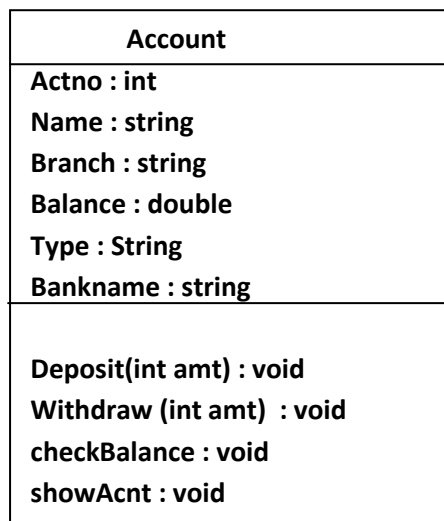 Account
Actno : int
Name : string
Branch : string
Balance : double
Type : String
Bankname : string
Deposit(int amt) : void
Withdraw (int amt) : void
checkBalance : void
showAcnt : void